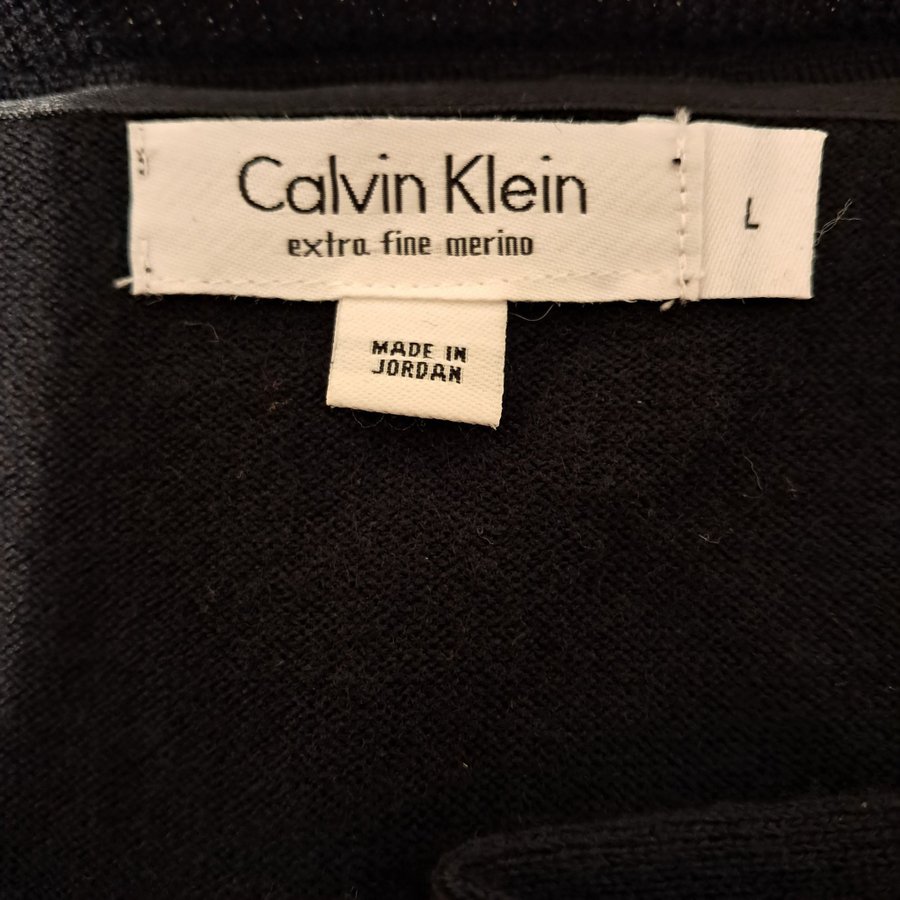 Calvin Klein
extra fine merino
L
MADE IN
JORDAN